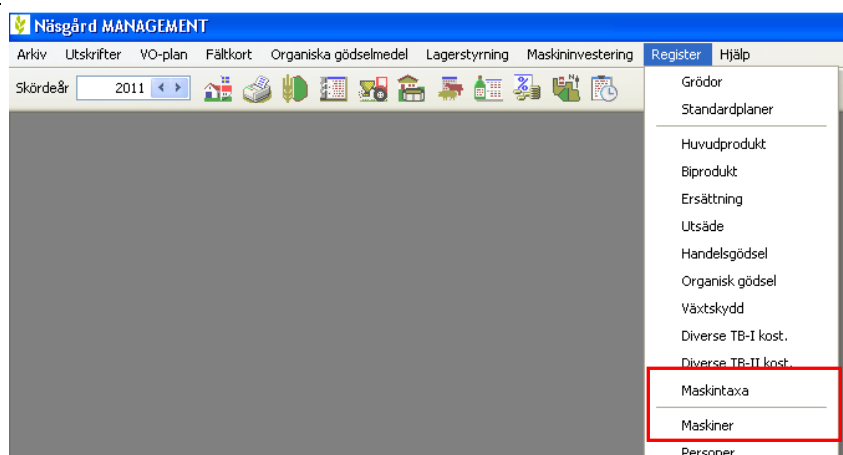 Näsgård MANAGEMENT
Arkiv Utskrifter VO-plan Fältkort Organiska gödselmedel Lagerstyrning Maskininvestering Register Hjälp
Skördeår 2011
Grödor
Standardplaner
Huvudprodukt
Biprodukt
Ersättning
Utsäde
Handelsgödsel
Organisk gödsel
Växtskydd
Diverse TB-I kost.
Diverse TB-II kost.
Maskintaxa
Maskiner
Personer